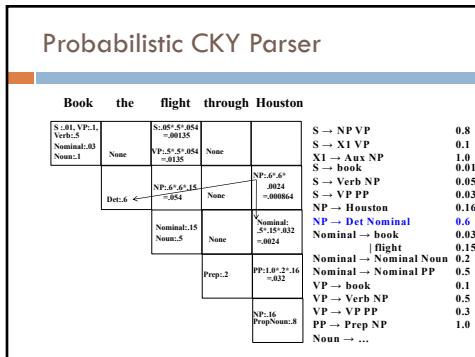 Probabilistic CKY Parser
Book the flight through Houston
S :.01, VP:.1,
Verb:.5
Nominal:.03
Noun:.1
None
S:.05*.5*.054
=.00135
VP:.5*.5*.054
=.0135
None
Det:.6
NP:.6*.6*.15
=.054
None
NP:.6*.6*
.0024
=.000864
Nominal:.15
Noun:.5
None
Nominal:
.5*.15*.032
=.0024
Prep:.2
PP:1.0*.2*.16
=.032
NP:.16
PropNoun:.8
S → NP VP 0.8
S → X1 VP 0.1
X1 → Aux NP 1.0
S → book 0.01
S → Verb NP 0.05
S → VP PP 0.03
NP → Houston 0.16
NP → Det Nominal 0.6
Nominal → book 0.03
| flight 0.15
Nominal → Nominal Noun 0.2
Nominal → Nominal PP 0.5
VP → book 0.1
VP → Verb NP 0.5
VP → VP PP 0.3
PP → Prep NP 1.0
Noun → ...